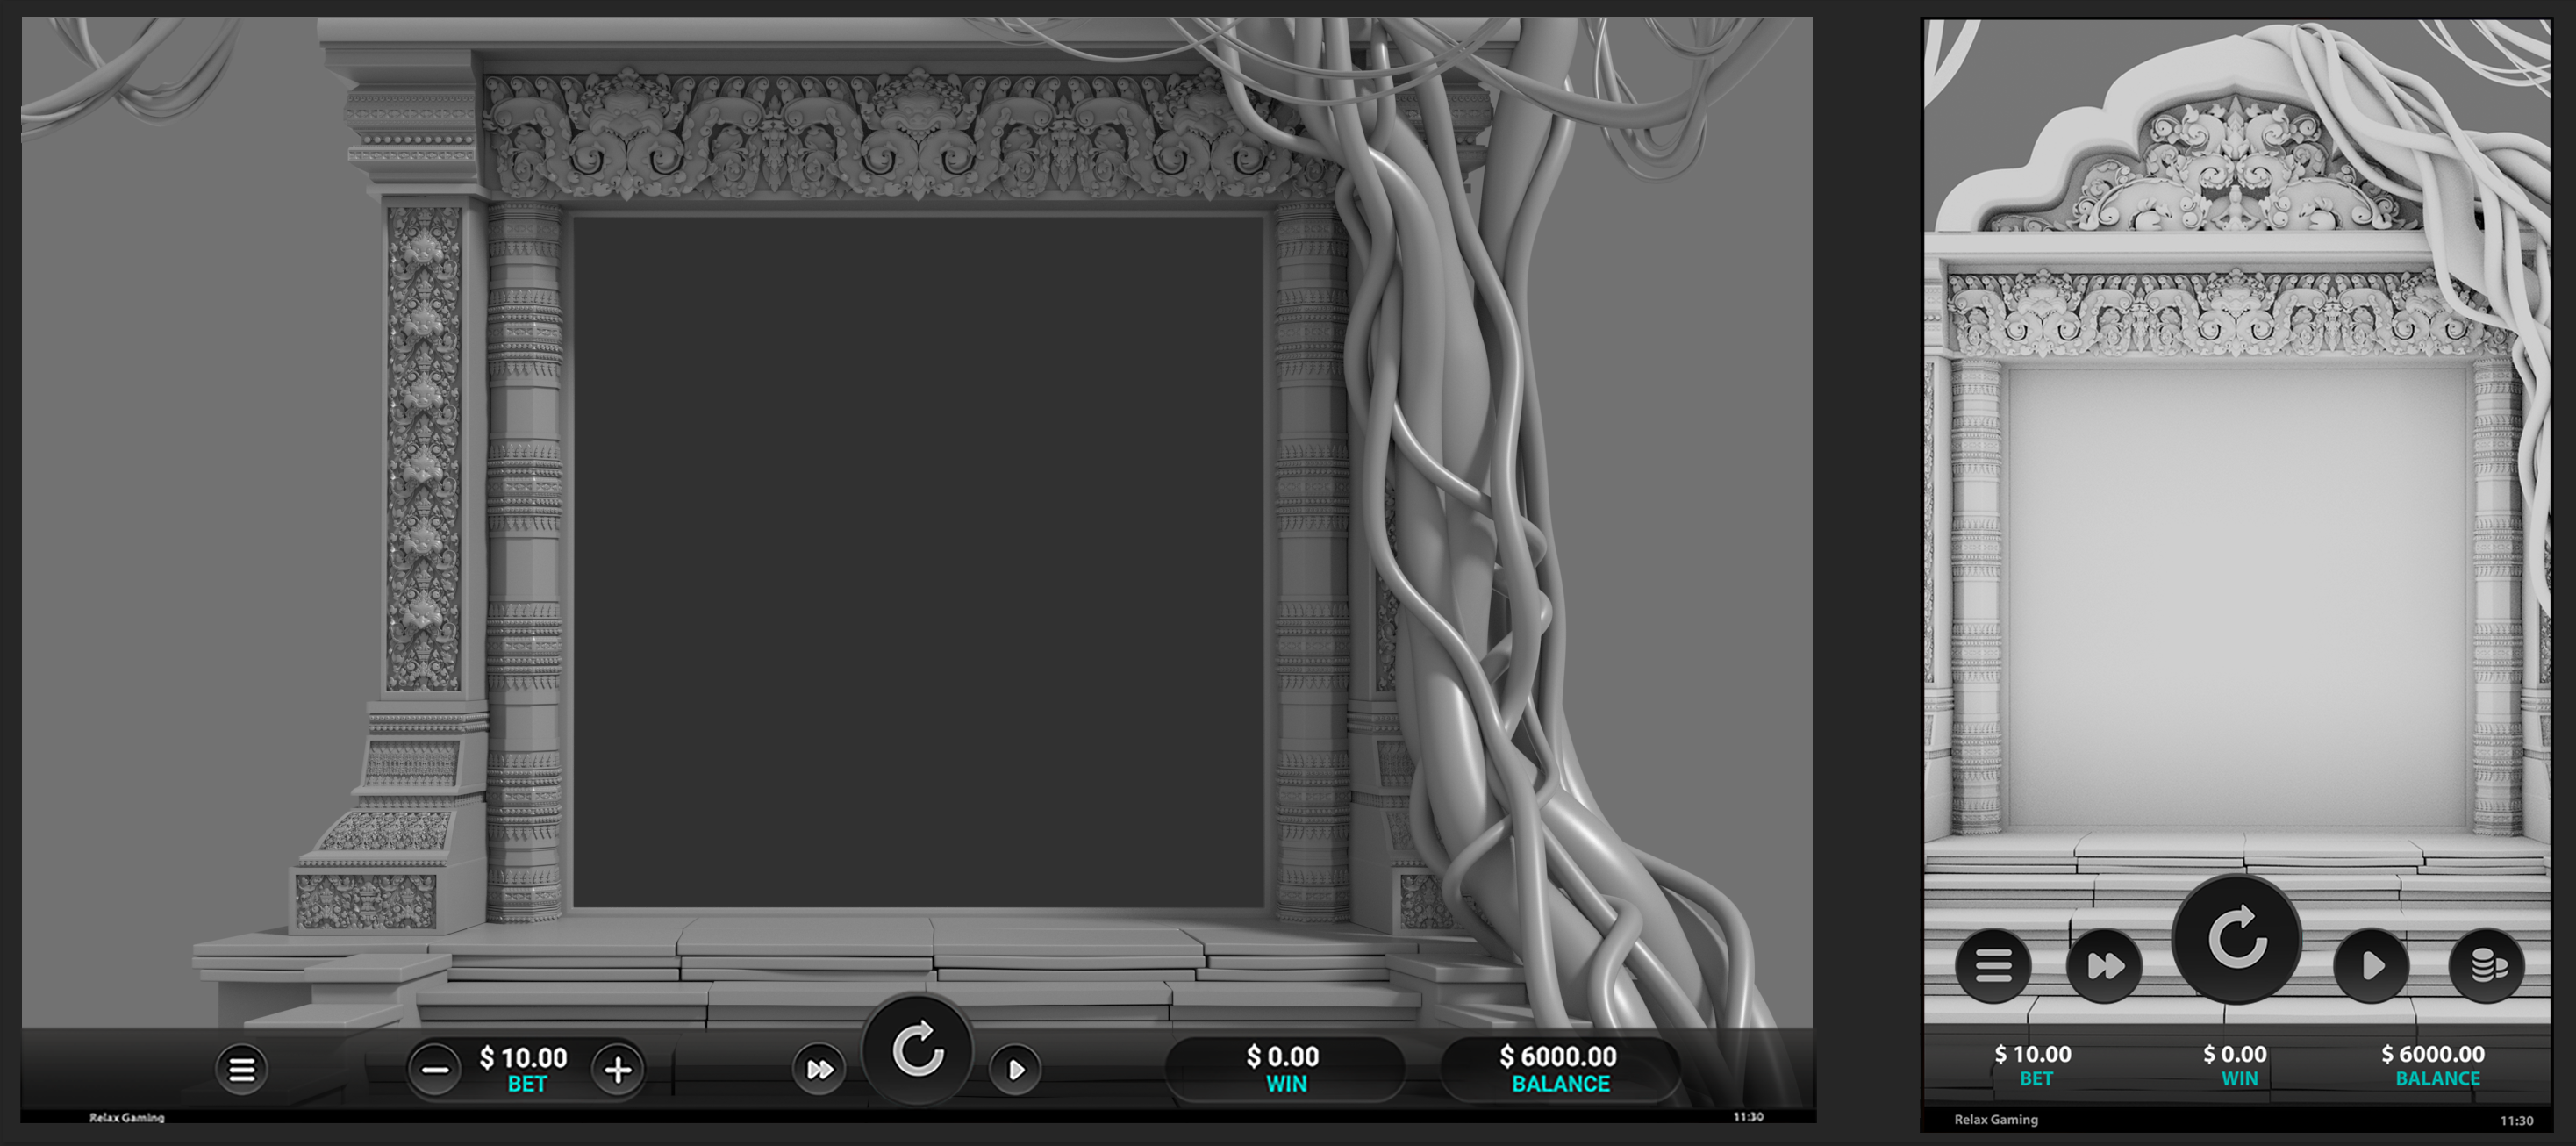 $ 10.00
BET
$ 0.00
WIN
$ 6000.00
BALANCE
Relax Gaming
11:30
$ 10.00
BET
$ 0.00
WIN
$ 6000.00
BALANCE
Relax Gaming
11:30